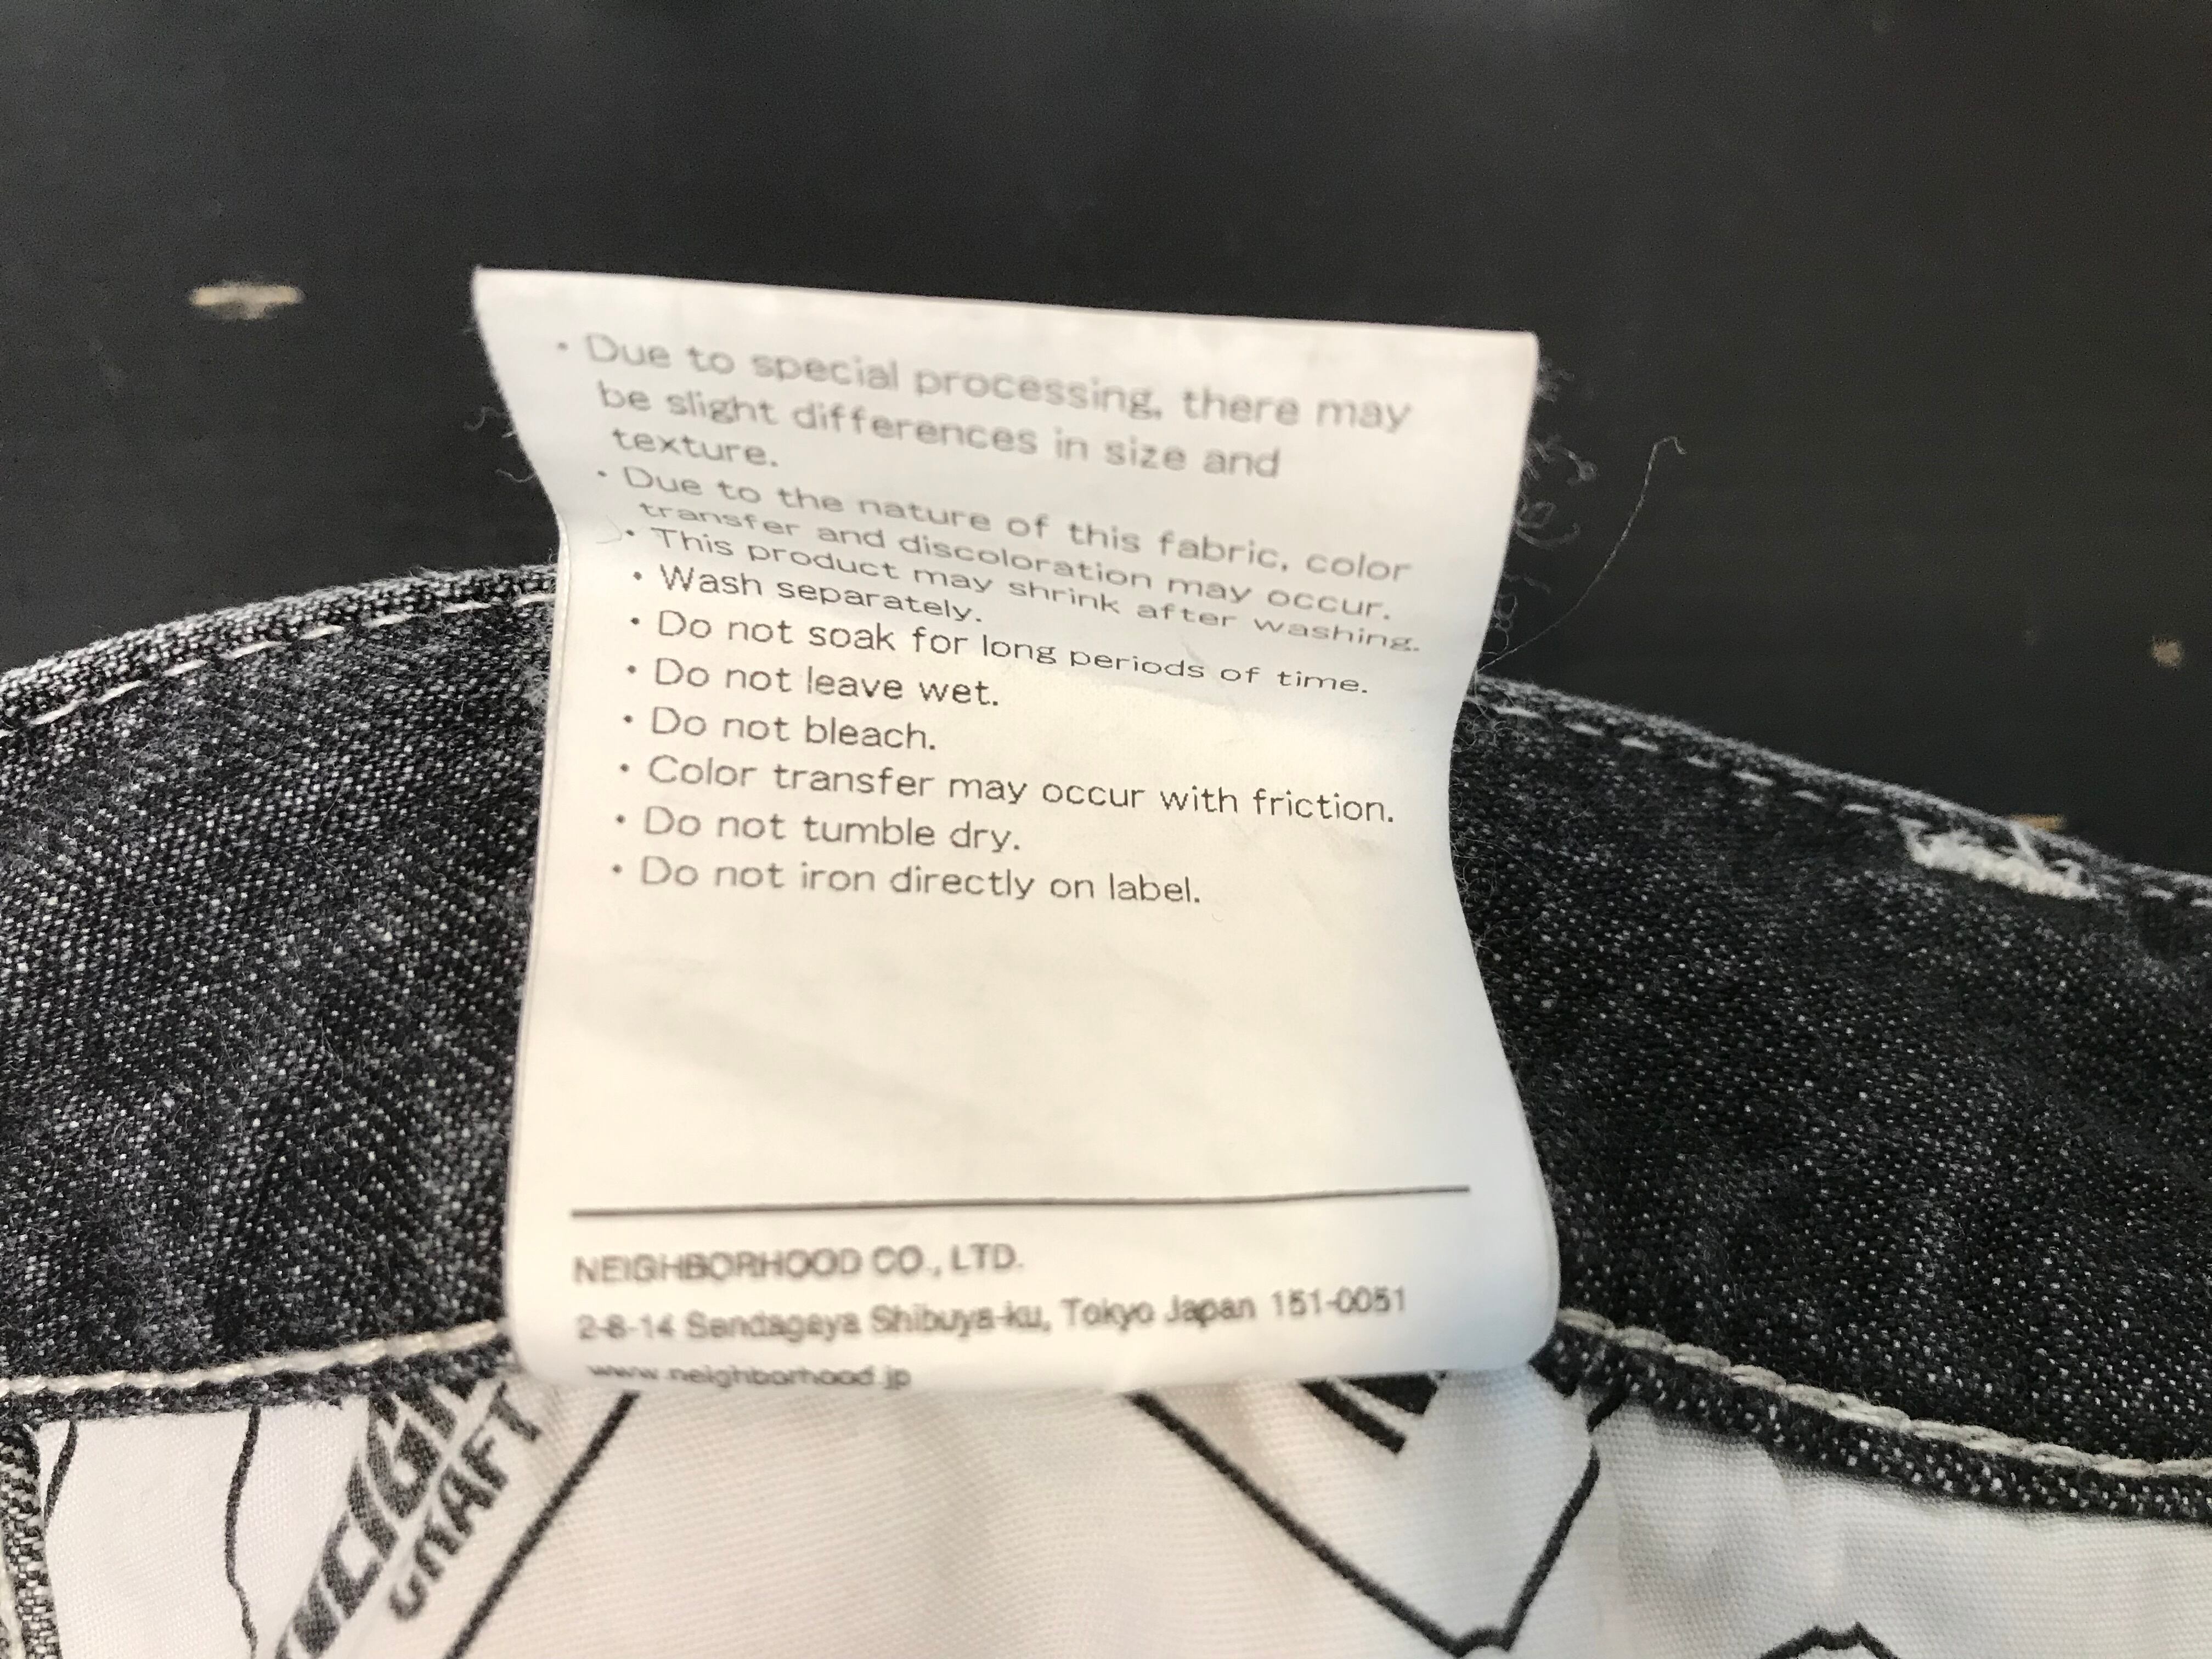 ・Due to special processing, there may
be slight differences in size and
texture.
・Due to the nature of this fabric, color
transfer and discoloration may occur.
・This product may shrink after washing.
・Wash separately.
・Do not soak for long periods of time.
・Do not leave wet.
・Do not bleach.
・Color transfer may occur with friction.
・Do not tumble dry.
・Do not iron directly on label.
NEIGHBORHOOD CO., LTD.
2-8-14 Sendagaya Shibuya-ku, Tokyo Japan 151-0051
www.neighborhood.jp